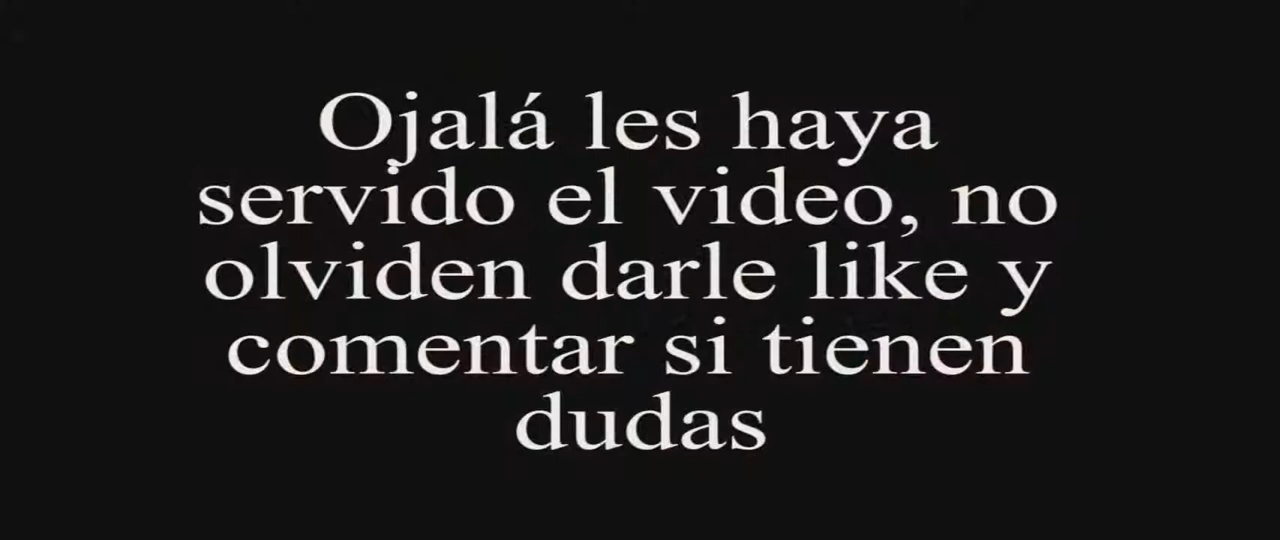 Ojalá les haya
servido el video, no
olviden darle like y
comentar si tienen
dudas